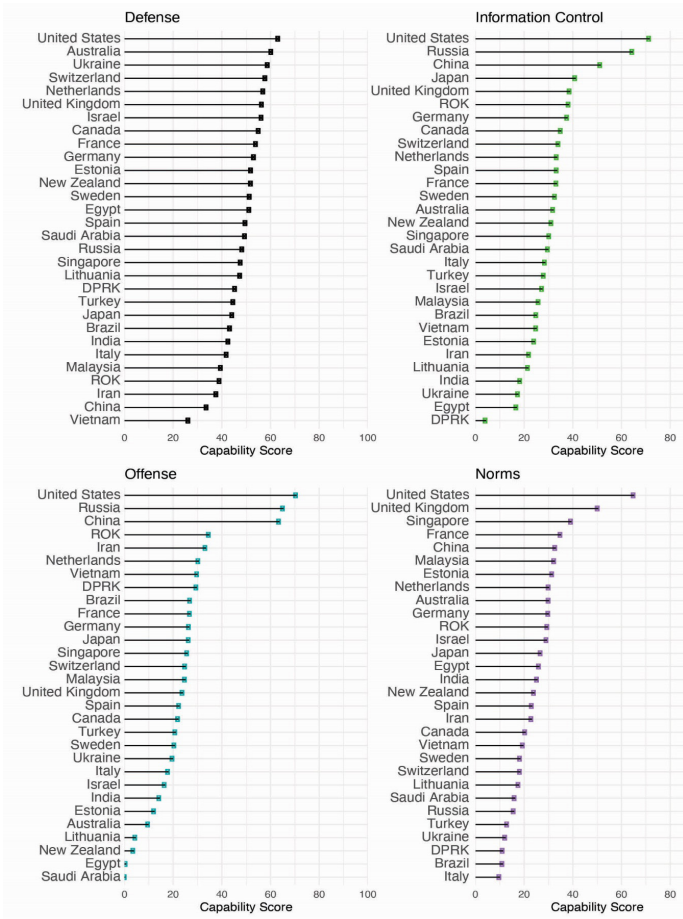 Defense
United States
Australia
Ukraine
Switzerland
Netherlands
United Kingdom
Israel
Canada
France
Germany
Estonia
New Zealand
Sweden
Egypt
Spain
Saudi Arabia
Russia
Singapore
Lithuania
DPRK
Turkey
Japan
Brazil
India
Italy
Malaysia
ROK
Iran
China
Vietnam
0 20 40 60 80 100
Capability Score
Information Control
United States
Russia
China
Japan
United Kingdom
ROK
Germany
Canada
Switzerland
Netherlands
Spain
France
Sweden
Australia
New Zealand
Singapore
Saudi Arabia
Italy
Turkey
Israel
Malaysia
Brazil
Vietnam
Estonia
Iran
Lithuania
India
Ukraine
Egypt
DPRK
0 20 40 60 80
Capability Score
Offense
United States
Russia
China
ROK
Iran
Netherlands
Vietnam
DPRK
Brazil
France
Germany
Japan
Singapore
Switzerland
Malaysia
United Kingdom
Spain
Canada
Turkey
Sweden
Ukraine
Italy
Israel
India
Estonia
Australia
Lithuania
New Zealand
Egypt
Saudi Arabia
0 20 40 60 80 100
Capability Score
Norms
United States
United Kingdom
Singapore
France
China
Malaysia
Estonia
Netherlands
Australia
Germany
ROK
Israel
Japan
Egypt
India
New Zealand
Spain
Iran
Canada
Vietnam
Sweden
Switzerland
Lithuania
Saudi Arabia
Russia
Turkey
Ukraine
DPRK
Brazil
Italy
0 20 40 60 80
Capability Score